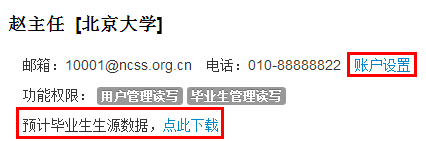 赵主任 [北京大学]
邮箱：10001@ncss.org.cn 电话：010-88888822 账户设置
功能权限： 用户管理读写 毕业生管理读写
预计毕业生生源数据，点此下载